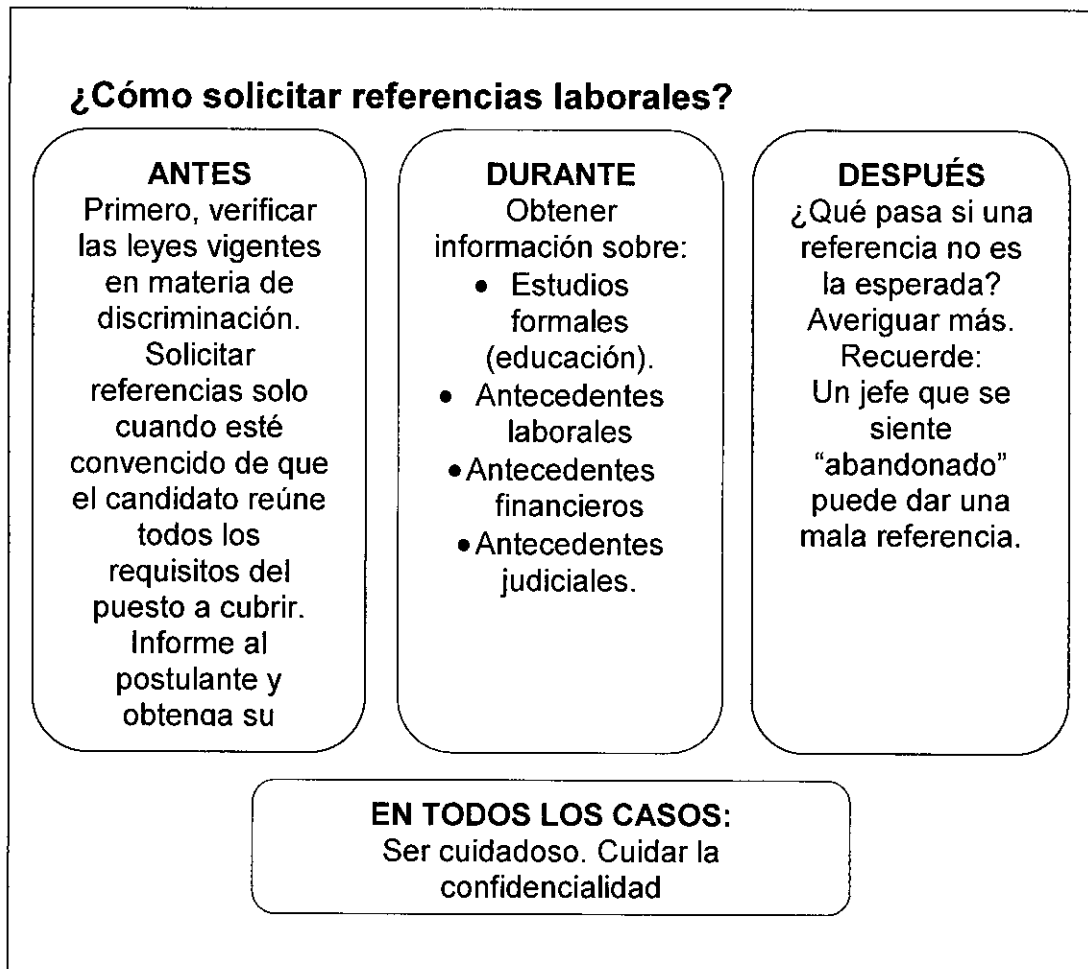 ¿Cómo solicitar referencias laborales?
ANTES
Primero, verificar
las leyes vigentes
en materia de
discriminación.
Solicitar
referencias solo
cuando esté
convencido de que
el candidato reúne
todos los
requisitos del
puesto a cubrir.
Informe al
postulante y
obtenga su
DURANTE
Obtener
información sobre:
• Estudios
formales
(educación).
• Antecedentes
laborales
• Antecedentes
financieros
• Antecedentes
judiciales.
DESPUÉS
¿Qué pasa si una
referencia no es
la esperada?
Averiguar más.
Recuerde:
Un jefe que se
siente
“abandonado”
puede dar una
mala referencia.
EN TODOS LOS CASOS:
Ser cuidadoso. Cuidar la
confidencialidad